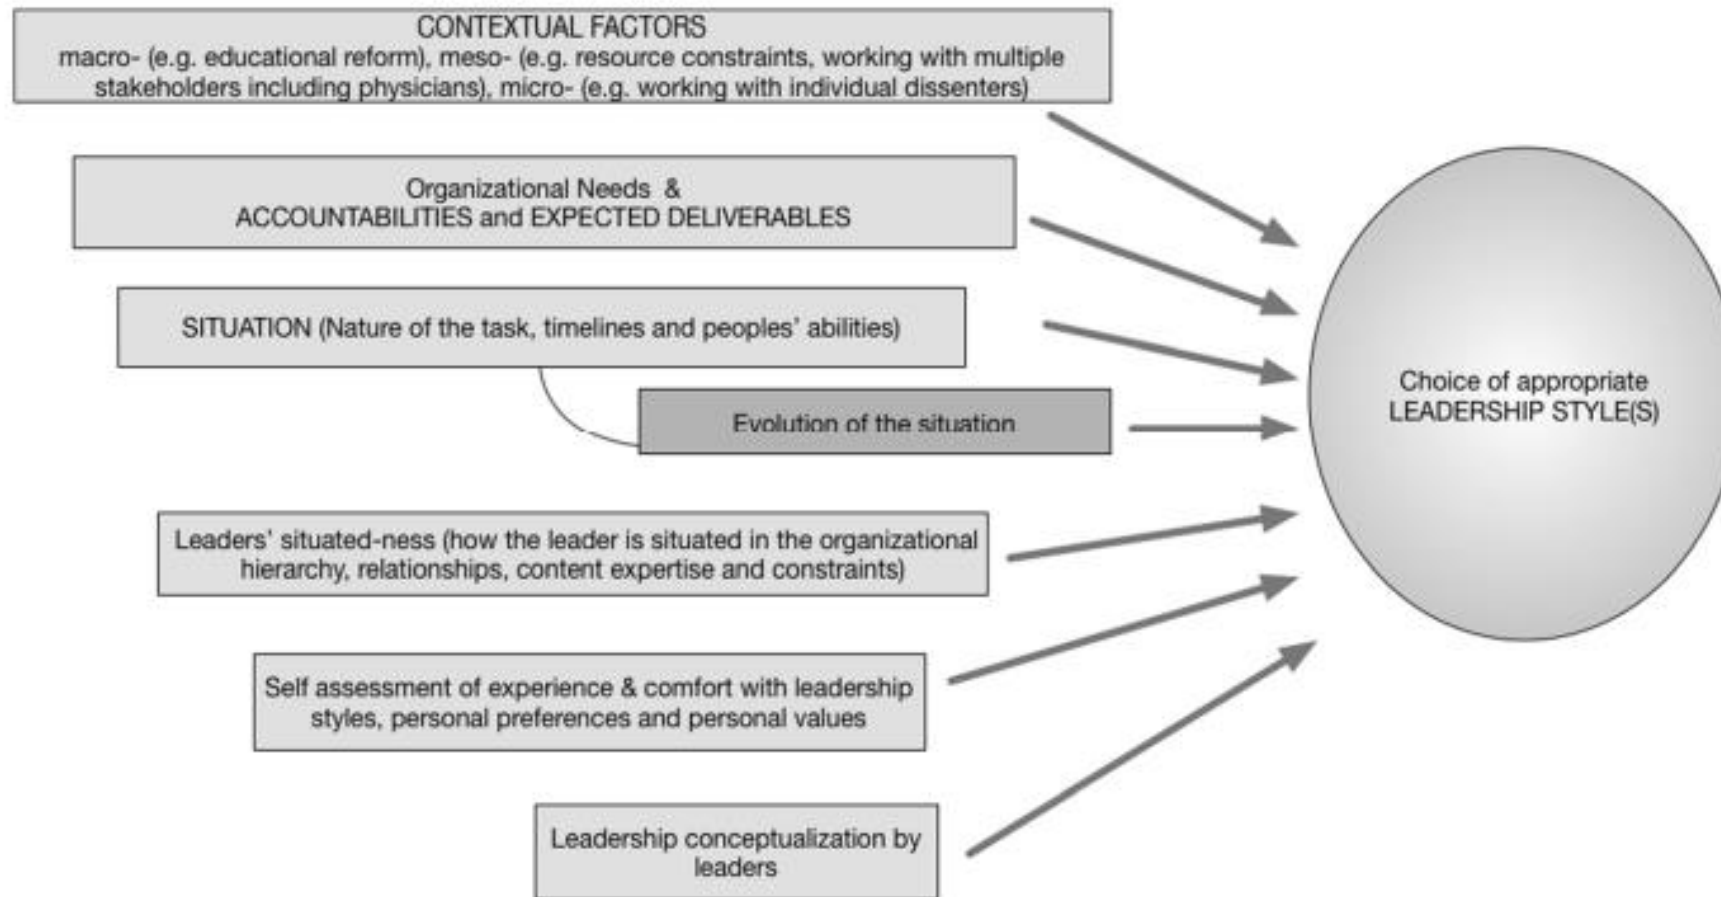 CONTEXTUAL FACTORS
macro- (e.g. educational reform), meso- (e.g. resource constraints, working with multiple
stakeholders including physicians), micro- (e.g. working with individual dissenters)
Organizational Needs &
ACCOUNTABILITIES and EXPECTED DELIVERABLES
SITUATION (Nature of the task, timelines and peoples' abilities)
Evolution of the situation
Leaders' situated-ness (how the leader is situated in the organizational
hierarchy, relationships, content expertise and constraints)
Self assessment of experience & comfort with leadership
styles, personal preferences and personal values
Leadership conceptualization by
leaders
Choice of appropriate
LEADERSHIP STYLE(S)